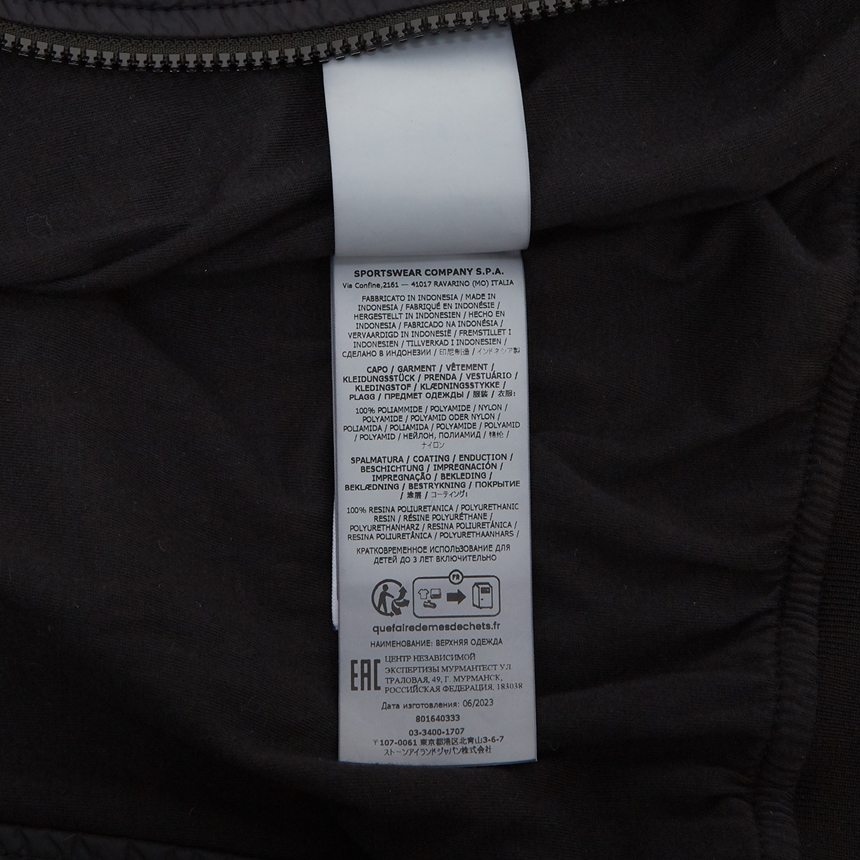 SPORTSWEAR COMPANY S.P.A.
Via Confine,2161 — 41017 RAVARINO (MO) ITALIA
FABBRICATO IN INDONESIA / MADE IN
INDONESIA / FABRIQUÉ EN INDONÉSIE /
HERGESTELLT IN INDONESIEN / HECHO EN
INDONESIA / FABRICADO NA INDONÉSIA /
VERVAARDIGD IN INDONESIË / FREMSTILLET I
INDONESIEN / TILLVERKAD I INDONESIEN /
СДЕЛАНО В ИНДОНЕЗИИ / 印尼制造 / インドネシア製
CAPO / GARMENT / VÊTEMENT /
KLEIDUNGSSTÜCK / PRENDA / VESTUÁRIO /
KLEDINGSTOF / KLÆDNINGSSTYKKE /
PLAGG / ПРЕДМЕТ ОДЕЖДЫ / 服装 / 衣服:
100% POLIAMMIDE / POLYAMIDE / NYLON /
POLYAMIDE / POLYAMID ODER NYLON /
POLIAMIDA / POLIAMIDA / POLYAMIDE / POLYAMID
/ POLYAMID / НЕЙЛОН, ПОЛИАМИД / 锦纶 /
ナイロン
SPALMATURA / COATING / ENDUCTION /
BESCHICHTUNG / IMPREGNACIÓN /
IMPREGNAÇÃO / BEKLEDING /
BEKLÆDNING / BESTRYKNING / ПОКРЫТИЕ
/ 涂层 / コーティング:
100% RESINA POLIURETANICA / POLYURETHANIC
RESIN / RÉSINE POLYURÉTHANE /
POLYURETHANHARZ / RESINA POLIURETÁNICA /
RESINA POLIURETÂNICA / POLYURETHAANHARS /
КРАТКОВРЕМЕННОЕ ИСПОЛЬЗОВАНИЕ ДЛЯ
ДЕТЕЙ ДО 3 ЛЕТ ВКЛЮЧИТЕЛЬНО
FR
quefairedemesdechets.fr
НАИМЕНОВАНИЕ: ВЕРХНЯЯ ОДЕЖДА
EAC
ЦЕНТР НЕЗАВИСИМОЙ
ЭКСПЕРТИЗЫ МУРМАНТЕСТ УЛ
ТРАЛОВАЯ, 49, Г. МУРМАНСК,
РОССИЙСКАЯ ФЕДЕРАЦИЯ, 183038
Дата изготовления: 06/2023
801640333
03-3400-1707
〒107-0061 東京都港区北青山3-6-7
ストーンアイランドジャパン株式会社